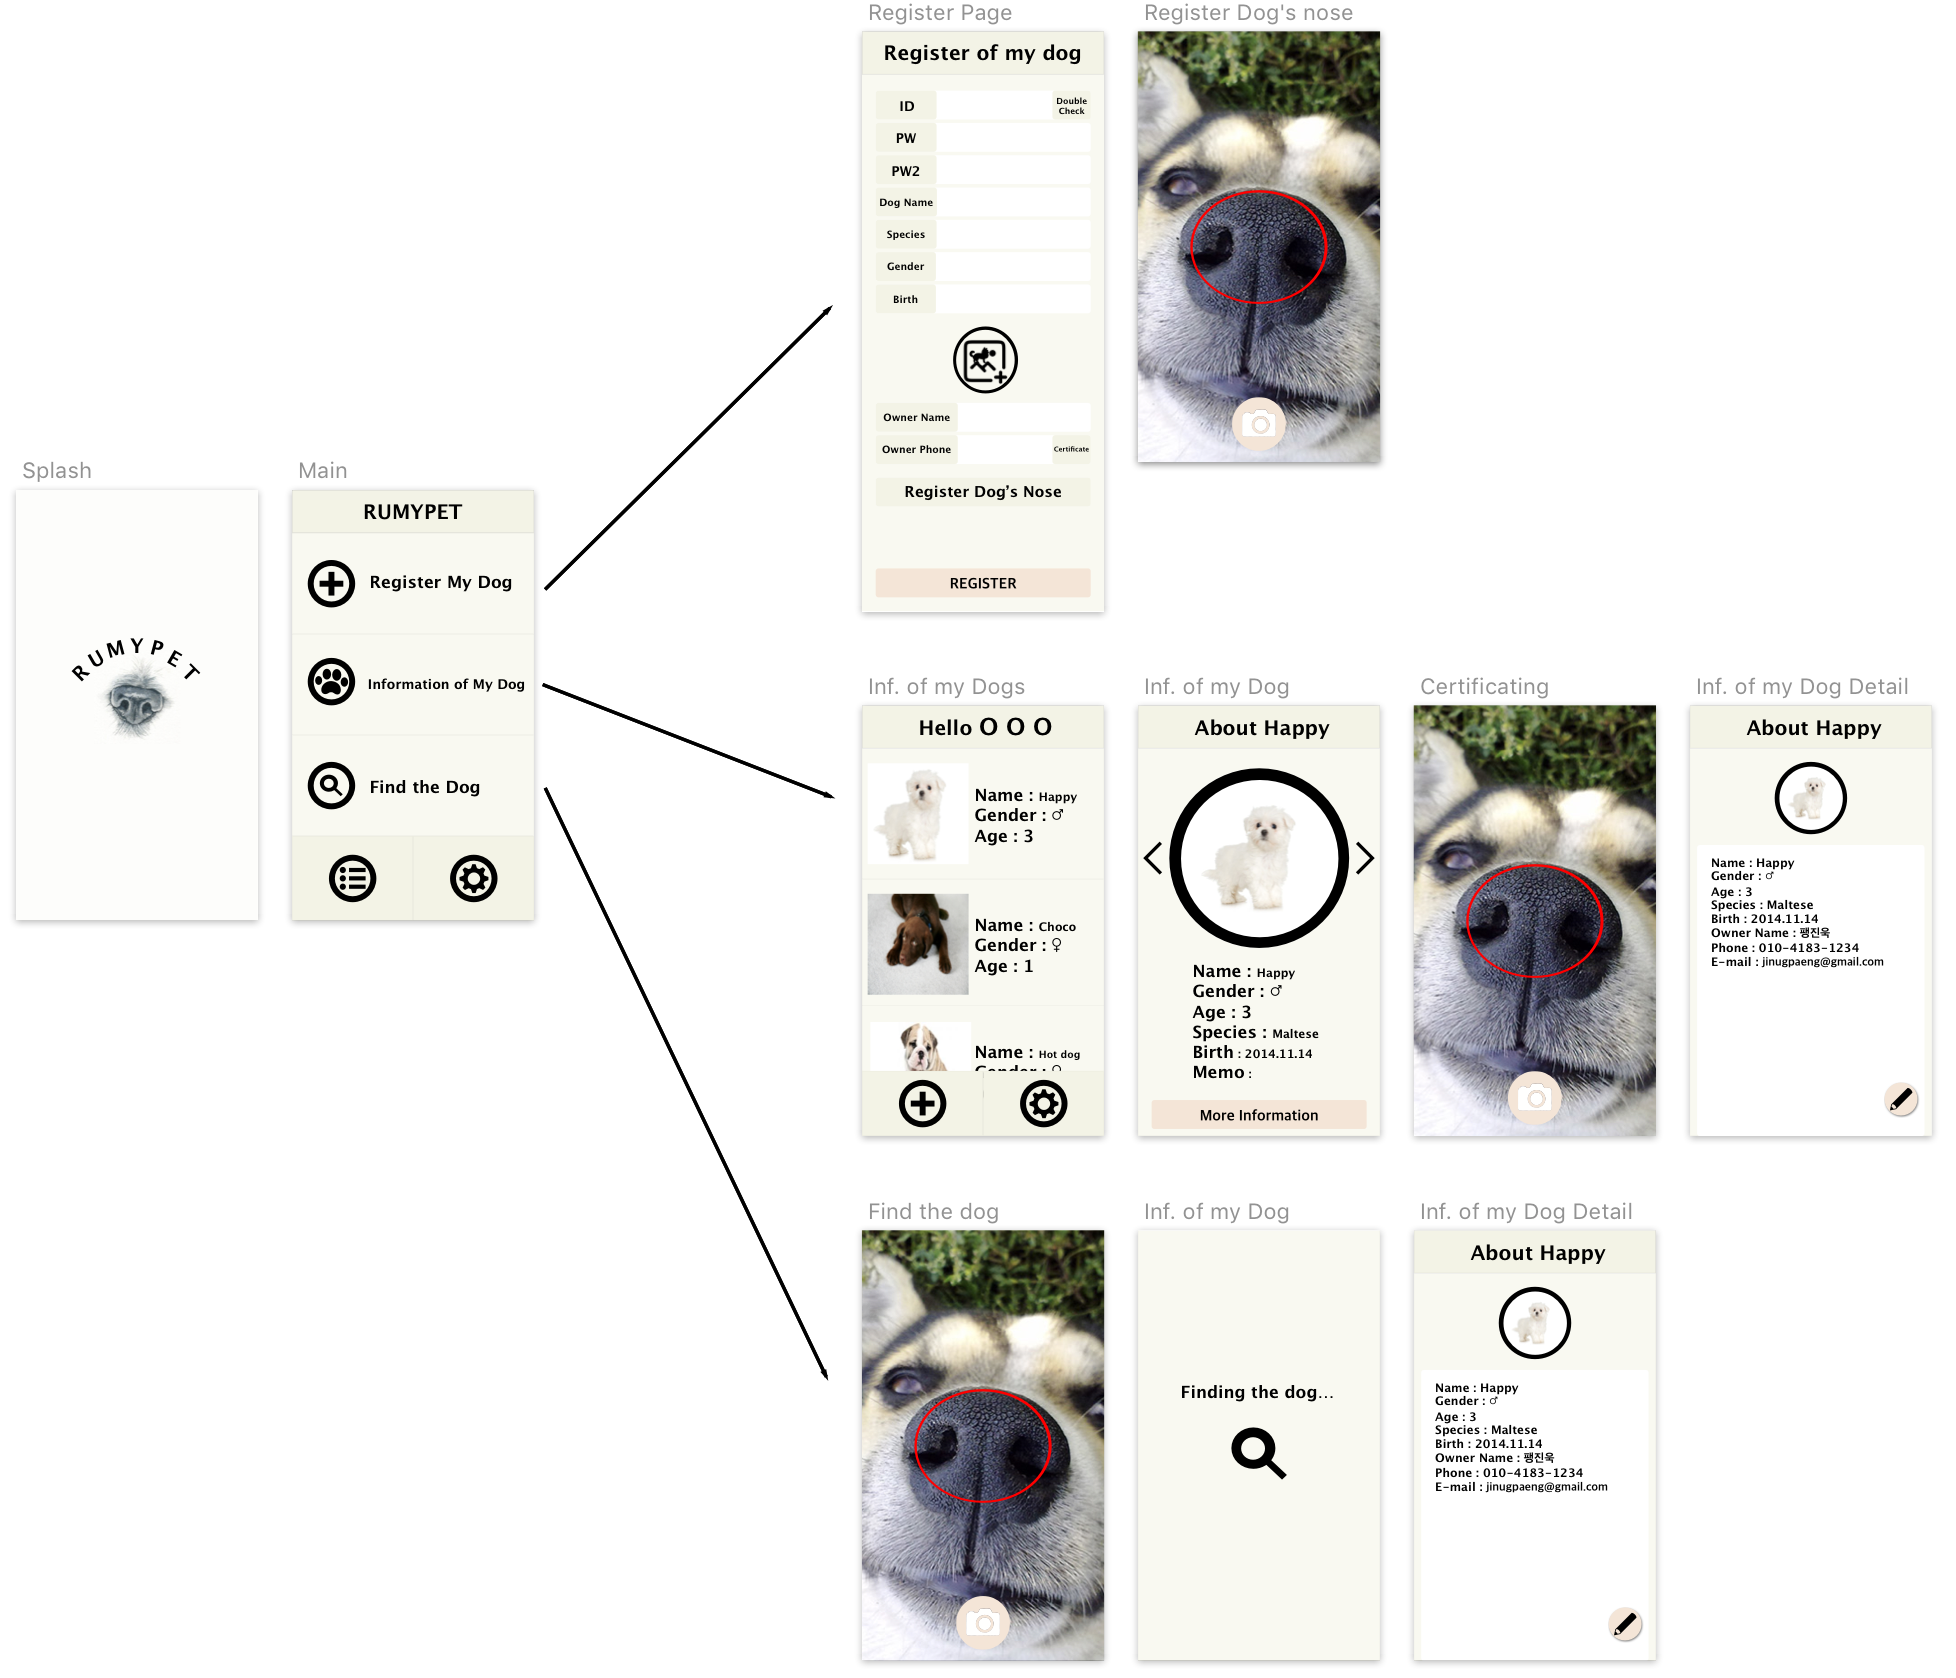 Register Page
Register of my dog
ID
Double
Check
PW
PW2
Dog Name
Species
Gender
Birth
Owner Name
Owner Phone
Certificate
Register Dog's Nose
REGISTER
Register Dog's nose
Splash
RUMYPET
Main
RUMYPET
Register My Dog
Information of My Dog
Find the Dog
Inf. of my Dogs
Hello O O O
Name : Happy
Gender : ♂
Age : 3
Name : Choco
Gender : ♀
Age : 1
Name : Hot dog
Gender : ♀
Inf. of my Dog
About Happy
Name : Happy
Gender : ♂
Age : 3
Species : Maltese
Birth : 2014.11.14
Memo :
More Information
Certificating
Inf. of my Dog Detail
About Happy
Name : Happy
Gender : ♂
Age : 3
Species : Maltese
Birth : 2014.11.14
Owner Name : 팽진욱
Phone : 010-4183-1234
E-mail : jinugpaeng@gmail.com
Find the dog
Inf. of my Dog
Finding the dog...
Inf. of my Dog Detail
About Happy
Name : Happy
Gender : ♂
Age : 3
Species : Maltese
Birth : 2014.11.14
Owner Name : 팽진욱
Phone : 010-4183-1234
E-mail : jinugpaeng@gmail.com